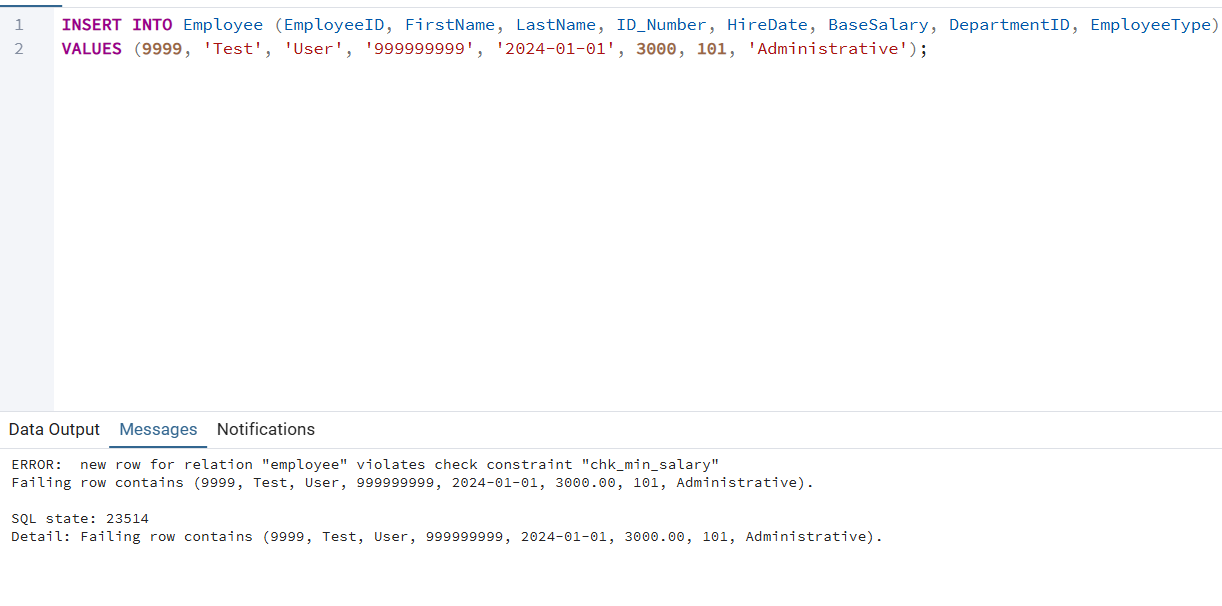 1 INSERT INTO Employee (EmployeeID, FirstName, LastName, ID_Number, HireDate, BaseSalary, DepartmentID, EmployeeType)
2 VALUES (9999, 'Test', 'User', '999999999', '2024-01-01', 3000, 101, 'Administrative');
Data Output Messages Notifications
ERROR:  new row for relation "employee" violates check constraint "chk_min_salary"
Failing row contains (9999, Test, User, 999999999, 2024-01-01, 3000.00, 101, Administrative).
SQL state: 23514
Detail: Failing row contains (9999, Test, User, 999999999, 2024-01-01, 3000.00, 101, Administrative).